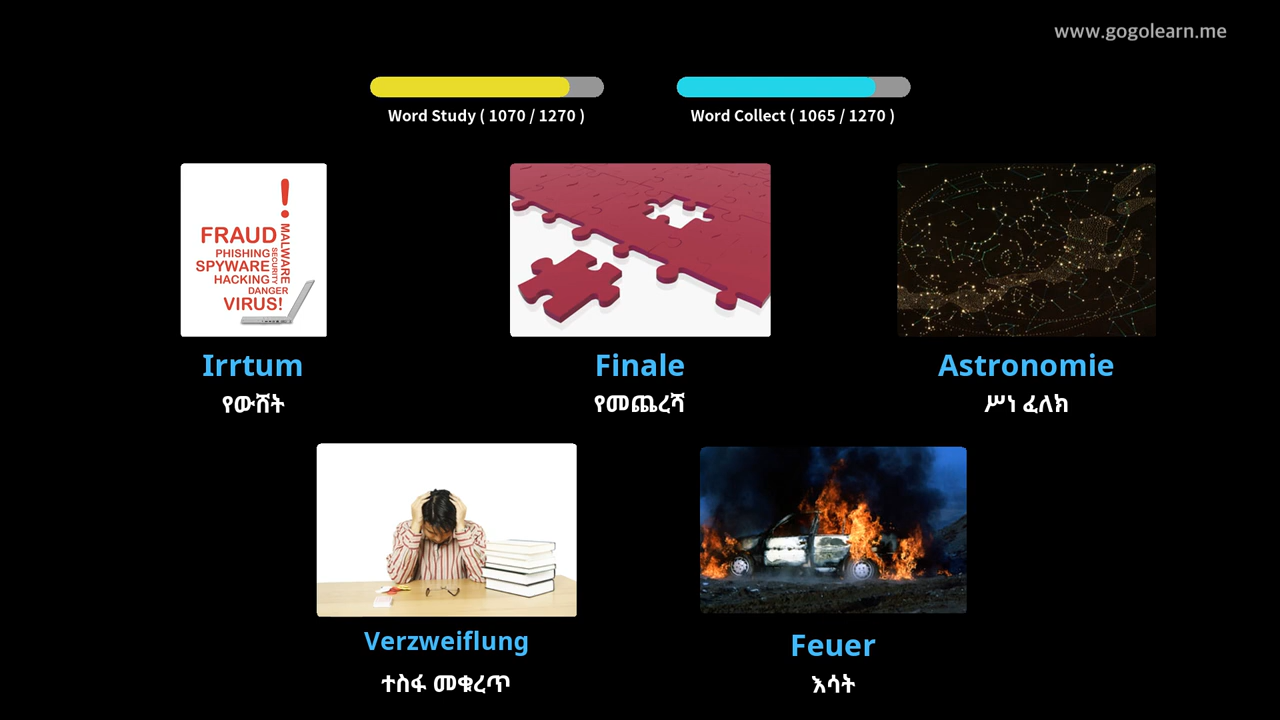 www.gogolearn.me
Word Study ( 1070 / 1270 )
Word Collect ( 1065 / 1270 )
!
FRAUD
MALWARE
SECURITY
PHISHING
SPYWARE
HACKING
DANGER
VIRUS!
Irrtum
Finale
Astronomie
የውሸት
የመጨረሻ
ሥነ ፈለክ
Verzweiflung
Feuer
ተስፋ መቁረጥ
እሳት